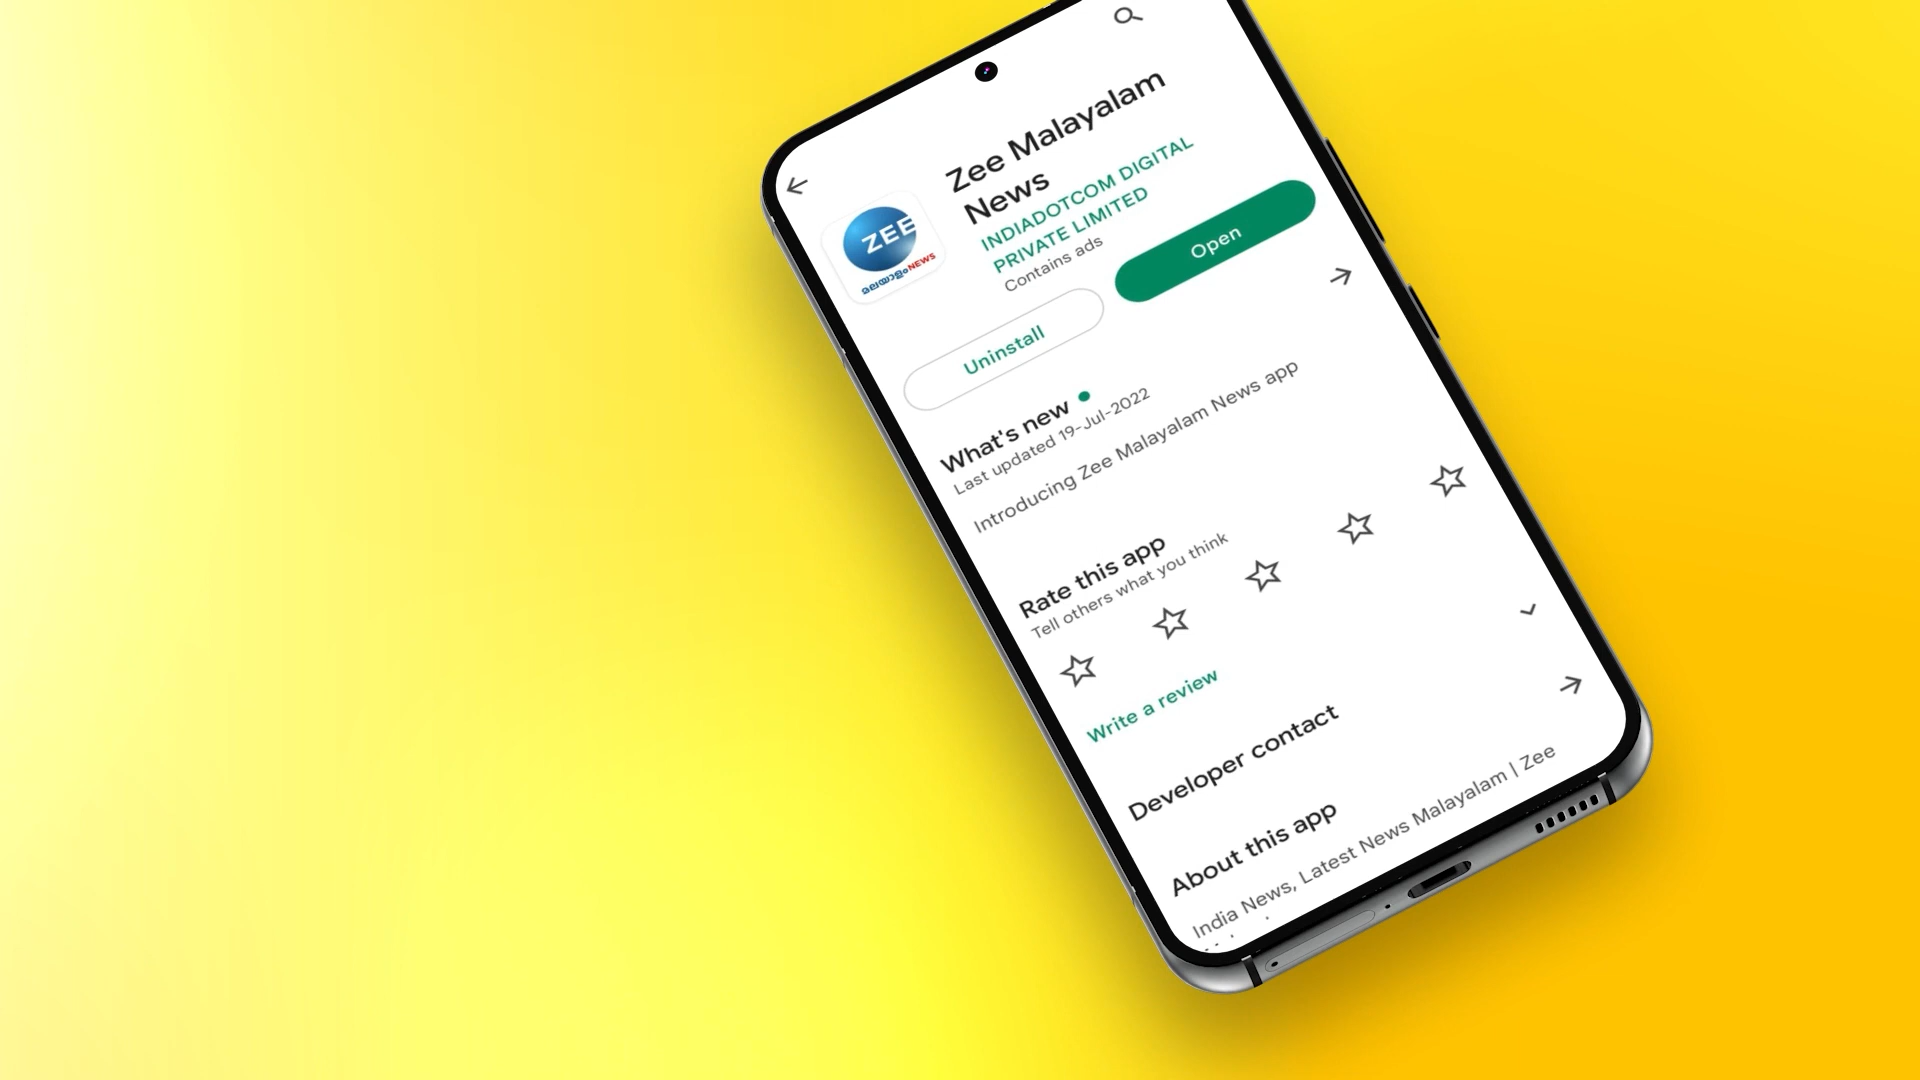 Zee Malayalam
News
INDIADOTCOM DIGITAL
PRIVATE LIMITED
Contains ads
ZEE
മലയാളം NEWS
Uninstall
Open
What's new
Last updated 19-Jul-2022
Introducing Zee Malayalam News app
Rate this app
Tell others what you think
Write a review
Developer contact
About this app
India News, Latest News Malayalam | Zee